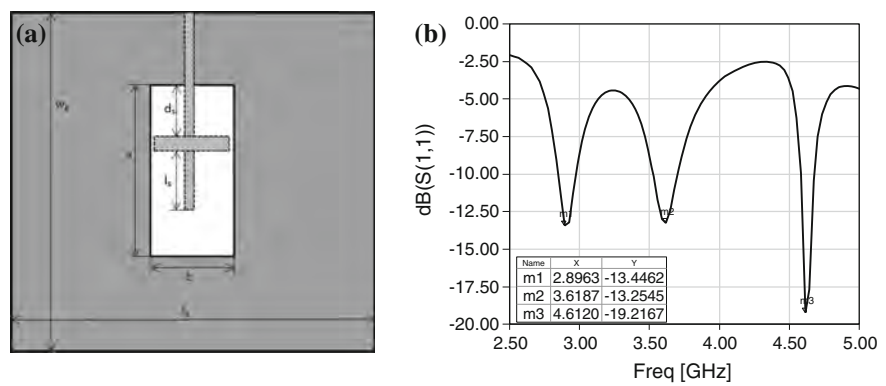 (a)
d_s
l_s
(b)
0.00
-2.50
-5.00
-7.50
-10.00
-12.50
-15.00
-17.50
-20.00
dB(S(1,1))
m2
m3
Name X Y
m1 2.8963 -13.4462
m2 3.6187 -13.2545
m3 4.6120 -19.2167
2.50 3.00 3.50 4.00 4.50 5.00
Freq [GHz]